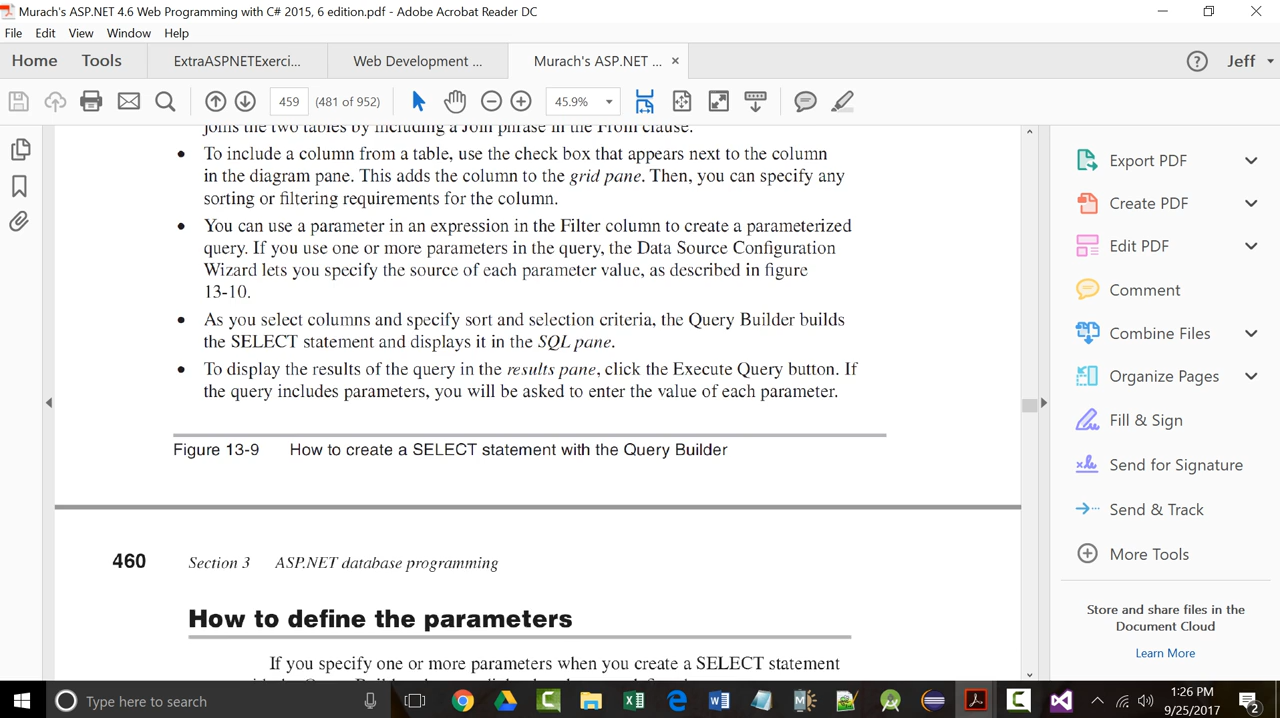 Murach's ASP.NET 4.6 Web Programming with C# 2015, 6 edition.pdf - Adobe Acrobat Reader DC
File Edit View Window Help
Home Tools ExtraASPNETExerci... Web Development ... Murach's ASP.NET ... × Jeff
459 (481 of 952) 45.9%
joins the two tables by including a Join phrase in the From clause.
• To include a column from a table, use the check box that appears next to the column
in the diagram pane. This adds the column to the grid pane. Then, you can specify any
sorting or filtering requirements for the column.
• You can use a parameter in an expression in the Filter column to create a parameterized
query. If you use one or more parameters in the query, the Data Source Configuration
Wizard lets you specify the source of each parameter value, as described in figure
13-10.
• As you select columns and specify sort and selection criteria, the Query Builder builds
the SELECT statement and displays it in the SQL pane.
• To display the results of the query in the results pane, click the Execute Query button. If
the query includes parameters, you will be asked to enter the value of each parameter.
Figure 13-9 How to create a SELECT statement with the Query Builder
460 Section 3 ASP.NET database programming
How to define the parameters
If you specify one or more parameters when you create a SELECT statement
Export PDF
Create PDF
Edit PDF
Comment
Combine Files
Organize Pages
Fill & Sign
Send for Signature
Send & Track
More Tools
Store and share files in the
Document Cloud
Learn More
Type here to search
1:26 PM
9/25/2017
2